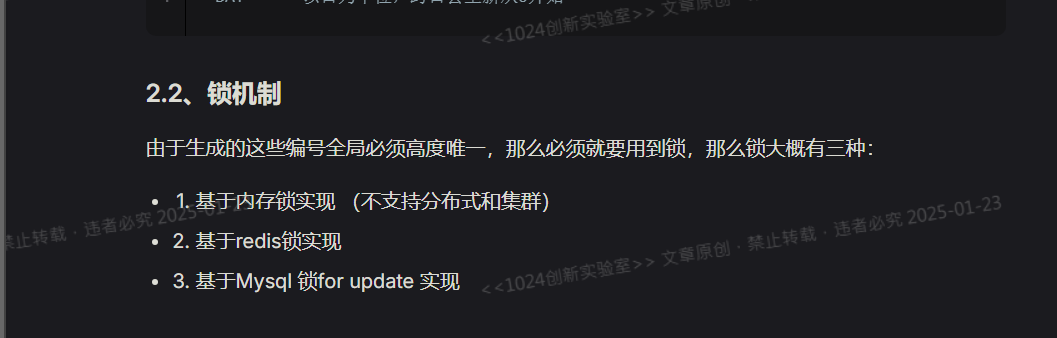 <<1024创新实验室>> 文章原创
2.2、锁机制
由于生成的这些编号全局必须高度唯一，那么必须就要用到锁，那么锁大概有三种：
• 1. 基于内存锁实现 （不支持分布式和集群）
禁止转载 · 违者必究 2025-01-23
• 2. 基于redis锁实现
• 3. 基于Mysql 锁for update 实现
<<1024创新实验室>> 文章原创 · 禁止转载 · 违者必究 2025-01-23